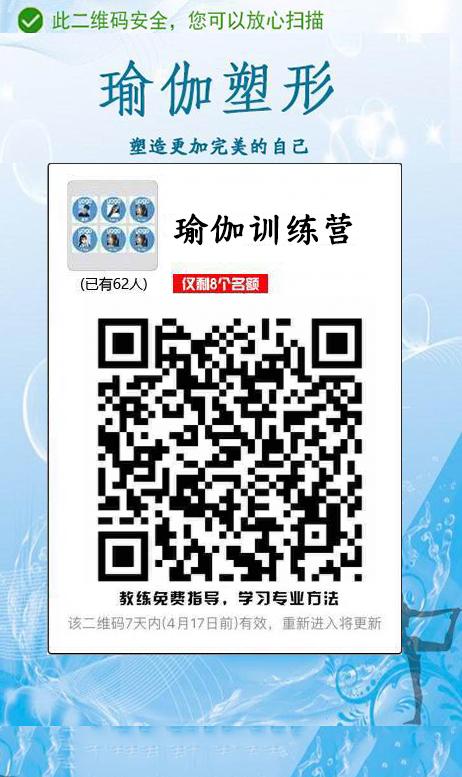 此二维码安全，您可以放心扫描
瑜伽塑形
塑造更加完美的自己
瑜伽训练营
(已有62人)
仅剩8个名额
教练免费指导，学习专业方法
该二维码7天内(4月17日前)有效，重新进入将更新